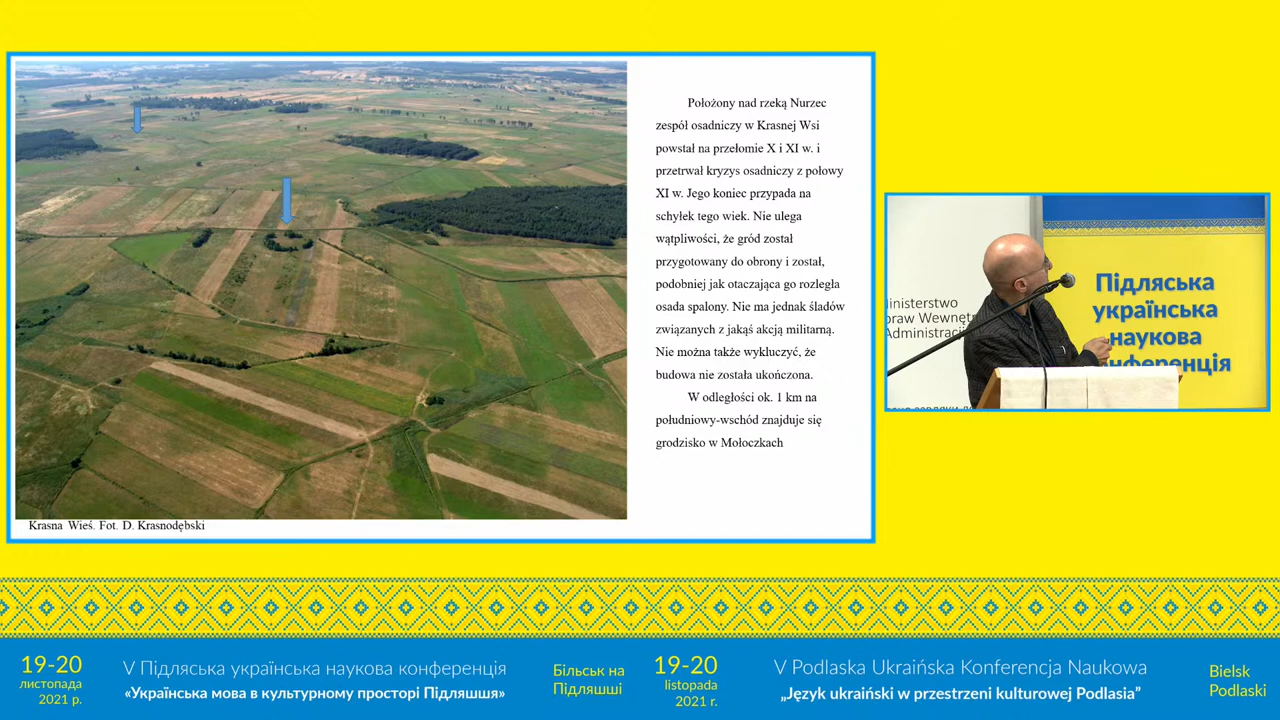 Położony nad rzeką Nurzec
zespół osadniczy w Krasnej Wsi
powstał na przełomie X i XI w. i
przetrwał kryzys osadniczy z połowy
XI w. Jego koniec przypada na
schyłek tego wiek. Nie ulega
wątpliwości, że gród został
przygotowany do obrony i został,
podobniej jak otaczająca go rozległa
osada spalony. Nie ma jednak śladów
związanych z jakąś akcją militarną.
Nie można także wykluczyć, że
budowa nie została ukończona.
W odległości ok. 1 km na
południowy-wschód znajduje się
grodzisko w Mołoczkach
Krasna Wieś. Fot. D. Krasnodębski
Підляська
українська
наукова
19-20
листопада
2021 р.
V Підляська українська наукова конференція
«Українська мова в культурному просторі Підляшшя»
Більськ на
Підляшші
19-20
listopada
2021 r.
V Podlaska Ukraińska Konferencja Naukowa
„Język ukraiński w przestrzeni kulturowej Podlasia”
Bielsk
Podlaski